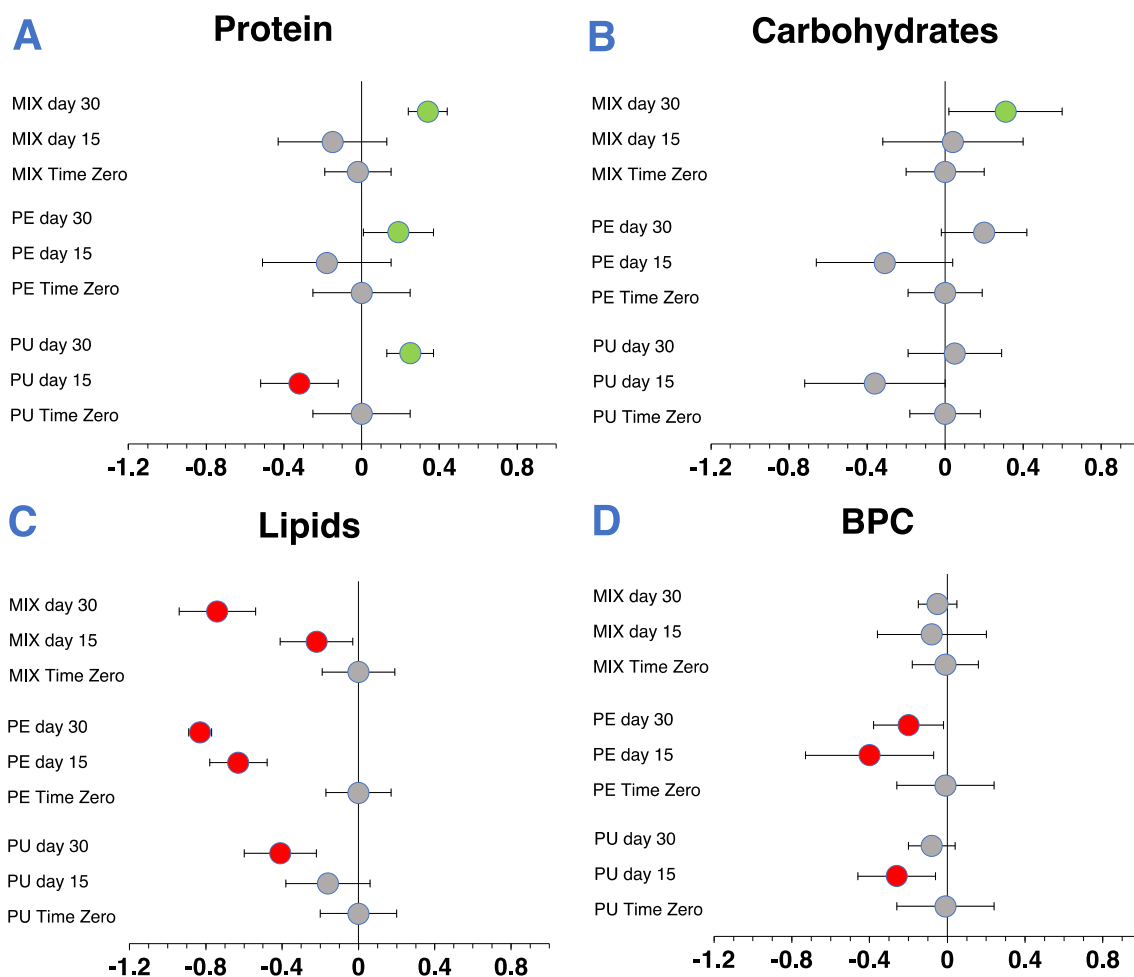 A
Protein
MIX day 30
MIX day 15
MIX Time Zero
PE day 30
PE day 15
PE Time Zero
PU day 30
PU day 15
PU Time Zero
-1.2 -0.8 -0.4 0 0.4 0.8
B
Carbohydrates
MIX day 30
MIX day 15
MIX Time Zero
PE day 30
PE day 15
PE Time Zero
PU day 30
PU day 15
PU Time Zero
-1.2 -0.8 -0.4 0 0.4 0.8
C
Lipids
MIX day 30
MIX day 15
MIX Time Zero
PE day 30
PE day 15
PE Time Zero
PU day 30
PU day 15
PU Time Zero
-1.2 -0.8 -0.4 0 0.4 0.8
D
BPC
MIX day 30
MIX day 15
MIX Time Zero
PE day 30
PE day 15
PE Time Zero
PU day 30
PU day 15
PU Time Zero
-1.2 -0.8 -0.4 0 0.4 0.8